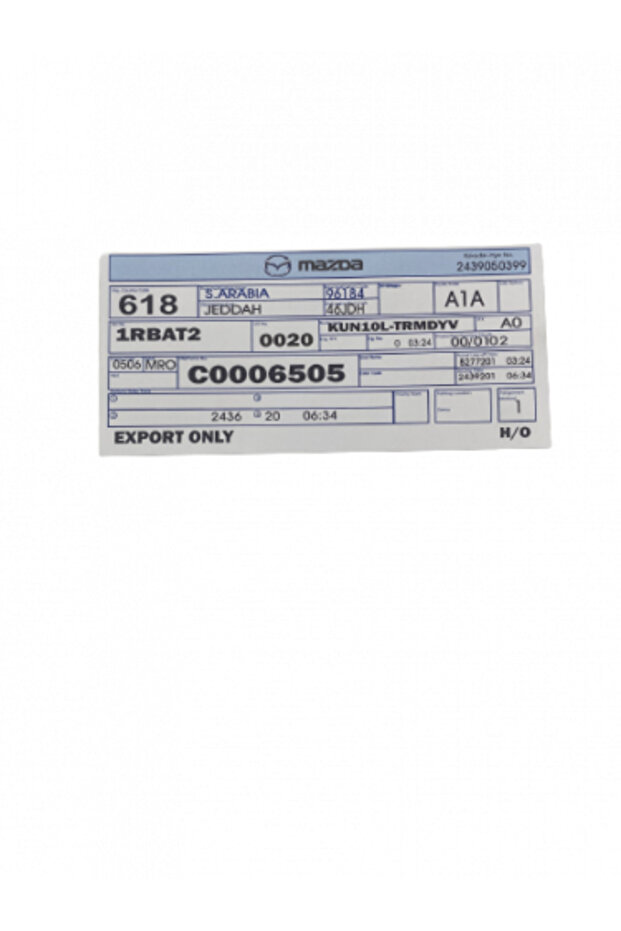 mazda
2439050399
618 S.ARABIA 96184 A1A
JEDDAH 46JDH
1RBAT2 0020 KUN10L-TRMDYV A0
0 03:24 00/0102
0506 MRO C0006505 8277201 03:24
2439201 06:34
2436 20 06:34
EXPORT ONLY H/O